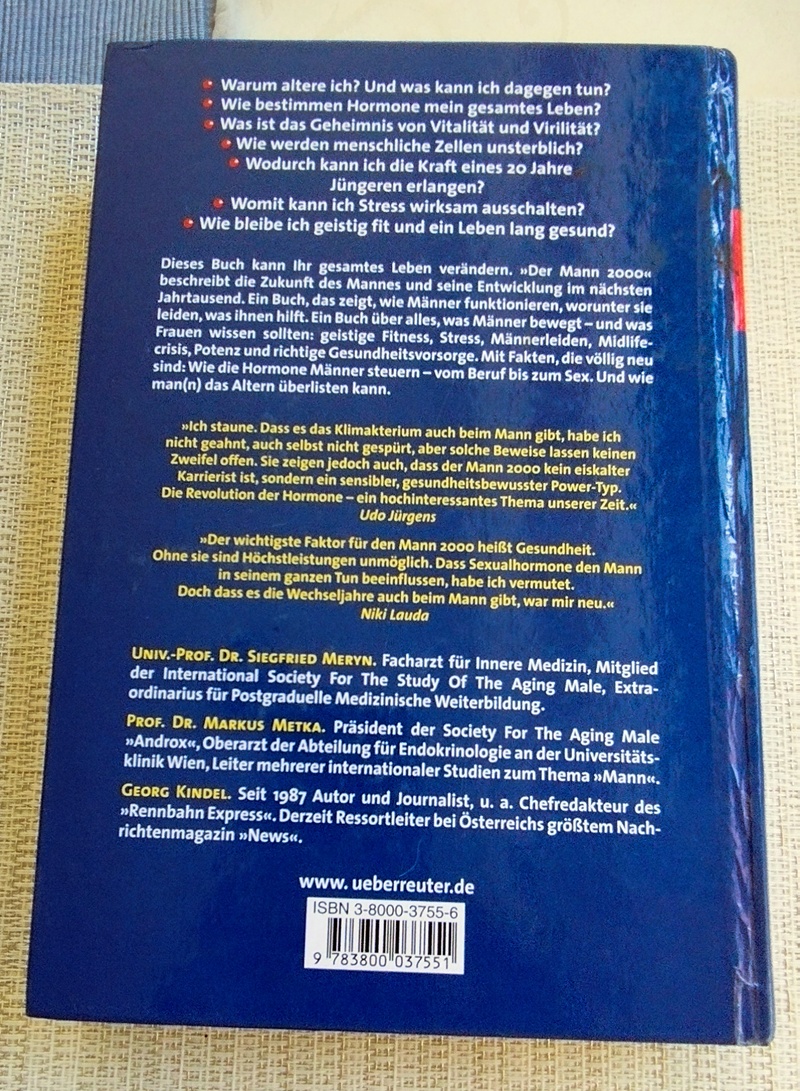 Warum altere ich? Und was kann ich dagegen tun?
Wie bestimmen Hormone mein gesamtes Leben?
Was ist das Geheimnis von Vitalität und Virilität?
Wie werden menschliche Zellen unsterblich?
Wodurch kann ich die Kraft eines 20 Jahre
Jüngeren erlangen?
Womit kann ich Stress wirksam ausschalten?
Wie bleibe ich geistig fit und ein Leben lang gesund?
Dieses Buch kann Ihr gesamtes Leben verändern. »Der Mann 2000«
beschreibt die Zukunft des Mannes und seine Entwicklung im nächsten
Jahrtausend. Ein Buch, das zeigt, wie Männer funktionieren, worunter sie
leiden, was ihnen hilft. Ein Buch über alles, was Männer bewegt – und was
Frauen wissen sollten: geistige Fitness, Stress, Männerleiden, Midlife-
crisis, Potenz und richtige Gesundheitsvorsorge. Mit Fakten, die völlig neu
sind: Wie die Hormone Männer steuern – vom Beruf bis zum Sex. Und wie
man(n) das Altern überlisten kann.
»Ich staune. Dass es das Klimakterium auch beim Mann gibt, habe ich
nicht geahnt, auch selbst nicht gespürt, aber solche Beweise lassen keinen
Zweifel offen. Sie zeigen jedoch auch, dass der Mann 2000 kein eiskalter
Karrierist ist, sondern ein sensibler, gesundheitsbewusster Power-Typ.
Die Revolution der Hormone – ein hochinteressantes Thema unserer Zeit.«
Udo Jürgens
»Der wichtigste Faktor für den Mann 2000 heißt Gesundheit.
Ohne sie sind Höchstleistungen unmöglich. Dass Sexualhormone den Mann
in seinem ganzen Tun beeinflussen, habe ich vermutet.
Doch dass es die Wechseljahre auch beim Mann gibt, war mir neu.«
Niki Lauda
Univ.-Prof. Dr. Siegfried Meryn. Facharzt für Innere Medizin, Mitglied
der International Society For The Study Of The Aging Male, Extra-
ordinarius für Postgraduelle Medizinische Weiterbildung.
Prof. Dr. Markus Metka. Präsident der Society For The Aging Male
»Androx«, Oberarzt der Abteilung für Endokrinologie an der Universitäts-
klinik Wien, Leiter mehrerer internationaler Studien zum Thema »Mann«.
Georg Kindel. Seit 1987 Autor und Journalist, u. a. Chefredakteur des
»Rennbahn Express«. Derzeit Ressortleiter bei Österreichs größtem Nach-
richtenmagazin »News«.
www. ueberreuter.de
ISBN 3-8000-3755-6
9 783800 037551